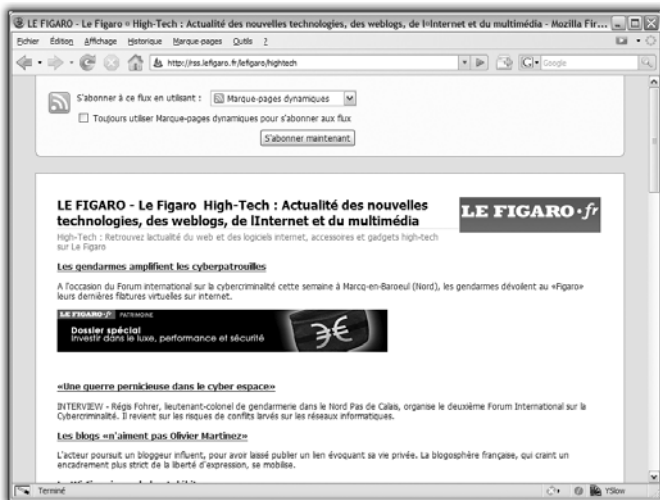 LE FIGARO - Le Figaro « High-Tech : Actualité des nouvelles technologies, des weblogs, de l«Internet et du multimédia - Mozilla Fir...
Fichier Édition Affichage Historique Marque-pages Outils ?
http://rss.lefigaro.fr/lefigaro/hightech
Google
S'abonner à ce flux en utilisant : Marque-pages dynamiques
Toujours utiliser Marque-pages dynamiques pour s'abonner aux flux
S'abonner maintenant
LE FIGARO - Le Figaro High-Tech : Actualité des nouvelles
technologies, des weblogs, de lInternet et du multimédia
LE FIGARO·fr
High-Tech : Retrouvez lactualité du web et des logiciels internet, accessoires et gadgets high-tech
sur Le Figaro
Les gendarmes amplifient les cyberpatrouilles
A l'occasion du Forum international sur la cybercriminalité cette semaine à Marcq-en-Baroeul (Nord), les gendarmes dévoilent au «Figaro»
leurs dernières filatures virtuelles sur internet.
LE FIGARO·fr PATRIMOINE
Dossier spécial
Investir dans le luxe, performance et sécurité
«Une guerre pernicieuse dans le cyber espace»
INTERVIEW - Régis Fohrer, lieutenant-colonel de gendarmerie dans le Nord Pas de Calais, organise le deuxième Forum International sur la
Cybercriminalité. Il revient sur les risques de conflits larvés sur les réseaux informatiques.
Les blogs «n'aiment pas Olivier Martinez»
L'acteur poursuit un bloggeur influent, pour avoir laissé publier un lien évoquant sa vie privée. La blogosphère française, qui craint un
encadrement plus strict de la liberté d'expression, se mobilise.
Terminé
YSlow